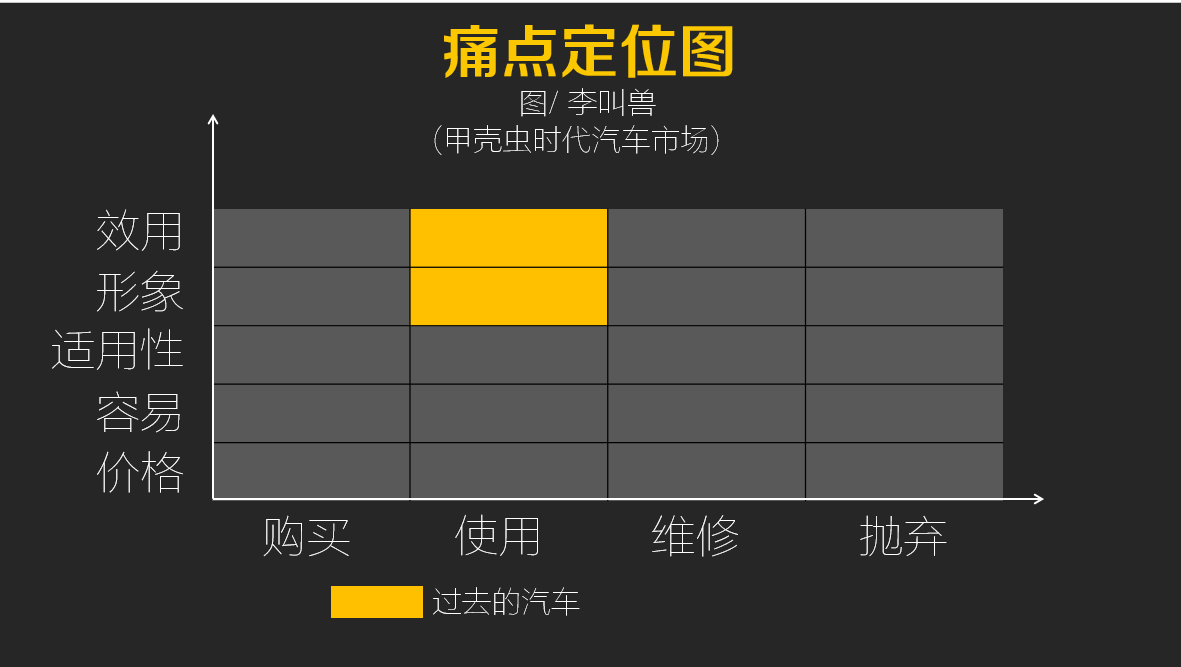 痛点定位图
图/ 李叫兽
（甲壳虫时代汽车市场）
效用
形象
适用性
容易
价格
购买 使用 维修 抛弃
过去的汽车